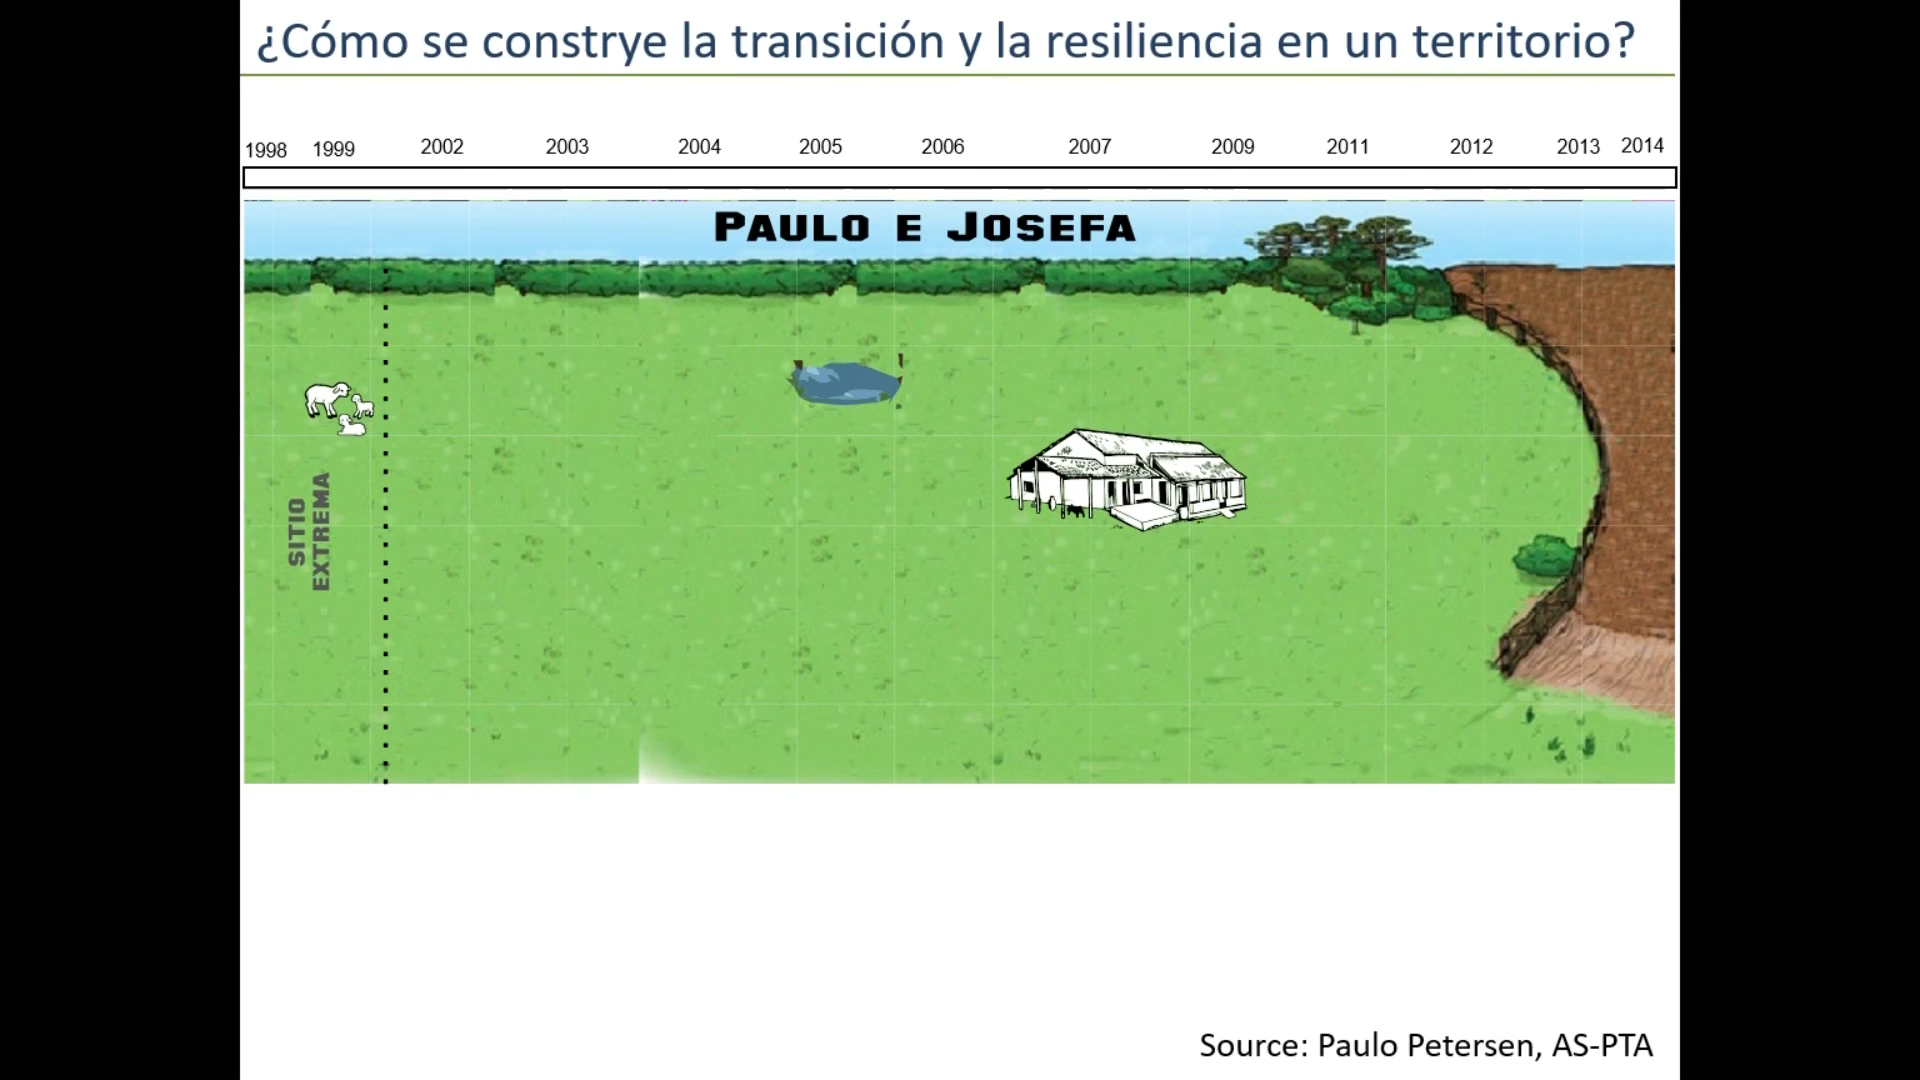 ¿Cómo se construye la transición y la resiliencia en un territorio?
1998 1999 2002 2003 2004 2005 2006 2007 2009 2011 2012 2013 2014
PAULO E JOSEFA
SITIO
EXTREMA
Source: Paulo Petersen, AS-PTA